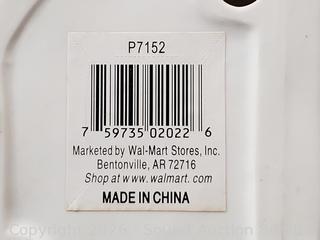 P7152
7 59735 02022 6
Marketed by Wal-Mart Stores, Inc.
Bentonville, AR 72716
Shop at www.walmart.com
MADE IN CHINA